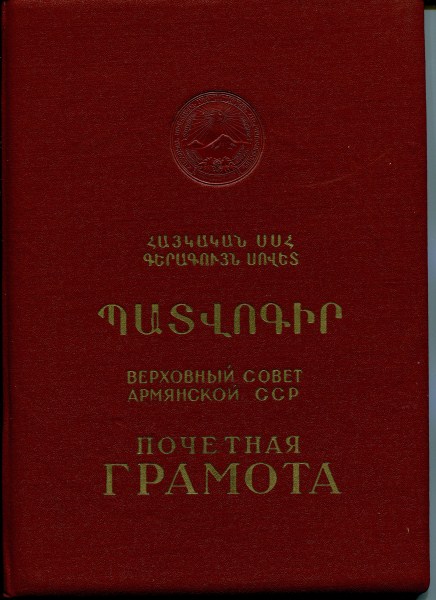 ՀԱՅԿԱԿԱՆ ՍՍՀ
ԳԵՐԱԳՈՒՅՆ ՍՈՎԵՏ
ՊԱՏՎՈԳԻՐ
ВЕРХОВНЫЙ СОВЕТ
АРМЯНСКОЙ ССР
ПОЧЕТНАЯ
ГРАМОТА